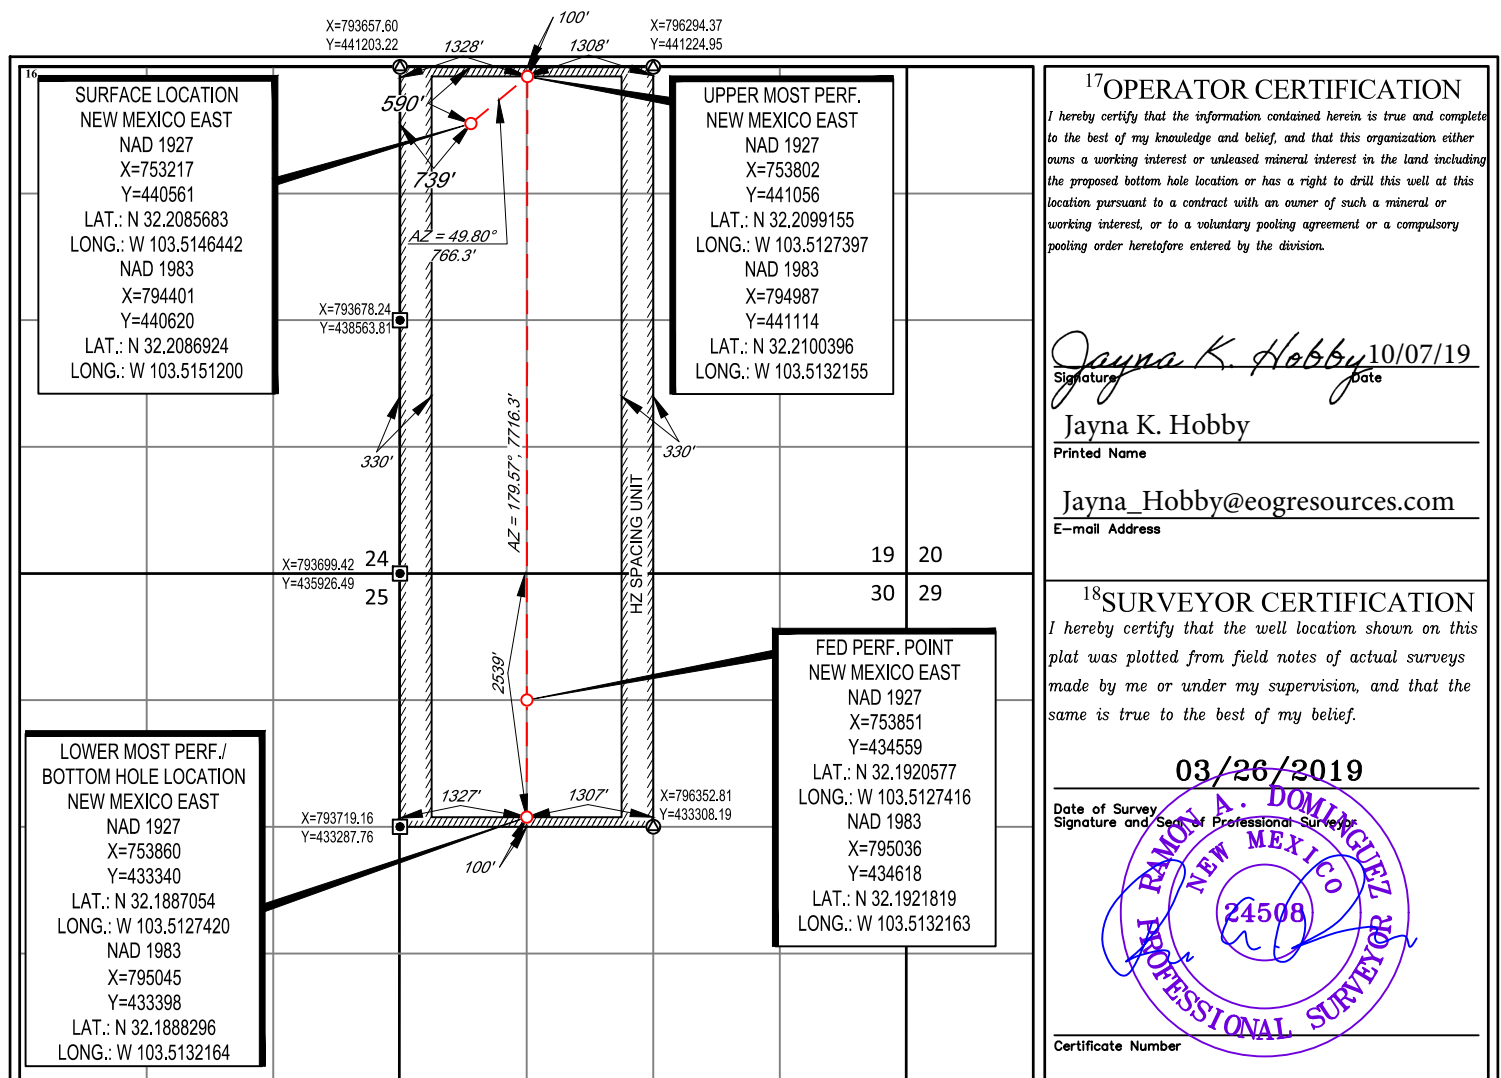 X=793657.60
Y=441203.22
1328'
100'
1308'
X=796294.37
Y=441224.95
16
SURFACE LOCATION
NEW MEXICO EAST
NAD 1927
X=753217
Y=440561
LAT.: N 32.2085683
LONG.: W 103.5146442
NAD 1983
X=794401
Y=440620
LAT.: N 32.2086924
LONG.: W 103.5151200
590'
739'
AZ = 49.80°
766.3'
UPPER MOST PERF.
NEW MEXICO EAST
NAD 1927
X=753802
Y=441056
LAT.: N 32.2099155
LONG.: W 103.5127397
NAD 1983
X=794987
Y=441114
LAT.: N 32.2100396
LONG.: W 103.5132155
X=793678.24
Y=438563.81
330'
330'
AZ = 179.57°, 7716.3'
HZ SPACING UNIT
X=793699.42
Y=435926.49
24
25
19
20
30
29
2539'
FED PERF. POINT
NEW MEXICO EAST
NAD 1927
X=753851
Y=434559
LAT.: N 32.1920577
LONG.: W 103.5127416
NAD 1983
X=795036
Y=434618
LAT.: N 32.1921819
LONG.: W 103.5132163
LOWER MOST PERF./
BOTTOM HOLE LOCATION
NEW MEXICO EAST
NAD 1927
X=753860
Y=433340
LAT.: N 32.1887054
LONG.: W 103.5127420
NAD 1983
X=795045
Y=433398
LAT.: N 32.1888296
LONG.: W 103.5132164
X=793719.16
Y=433287.76
1327'
1307'
100'
X=796352.81
Y=433308.19
17OPERATOR CERTIFICATION
I hereby certify that the information contained herein is true and complete
to the best of my knowledge and belief, and that this organization either
owns a working interest or unleased mineral interest in the land including
the proposed bottom hole location or has a right to drill this well at this
location pursuant to a contract with an owner of such a mineral or
working interest, or to a voluntary pooling agreement or a compulsory
pooling order heretofore entered by the division.
Jayna K. Hobby 10/07/19
Signature Date
Jayna K. Hobby
Printed Name
Jayna_Hobby@eogresources.com
E-mail Address
18SURVEYOR CERTIFICATION
I hereby certify that the well location shown on this
plat was plotted from field notes of actual surveys
made by me or under my supervision, and that the
same is true to the best of my belief.
03/26/2019
Date of Survey
Signature and Seal of Professional Surveyor
RAMON A. DOMINGUEZ
NEW MEXICO
24508
PROFESSIONAL SURVEYOR
Certificate Number